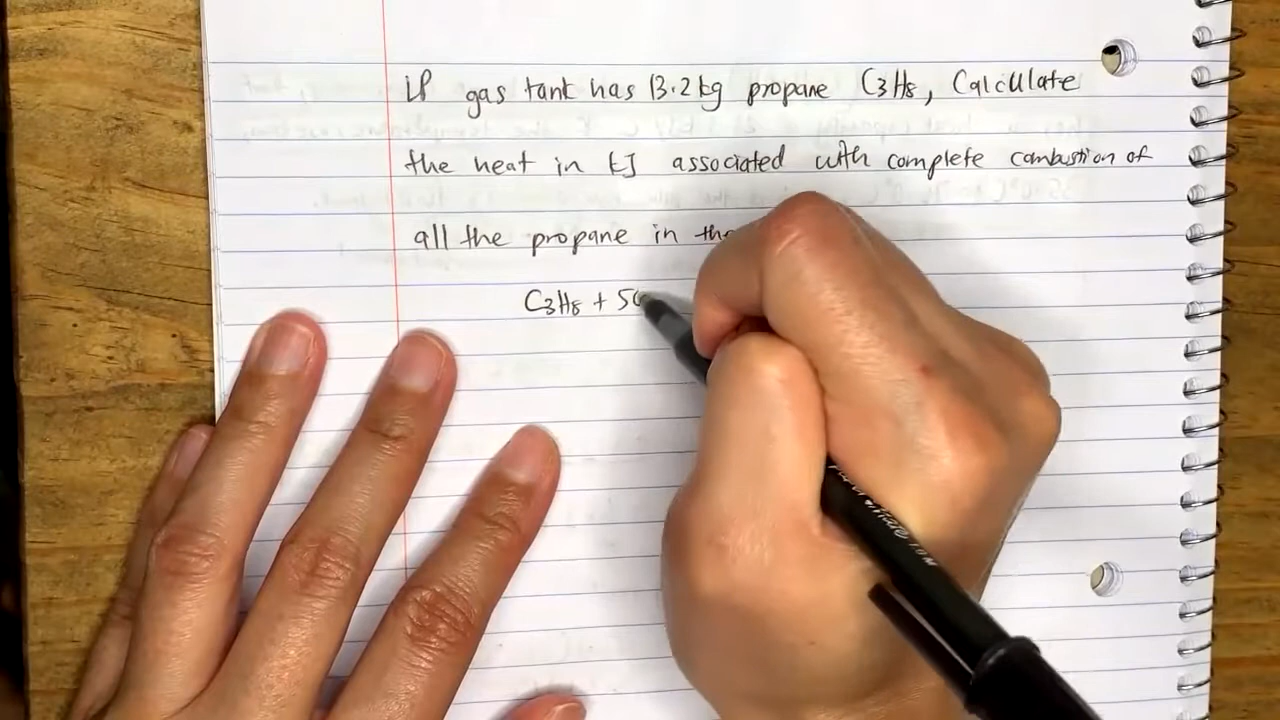 LP gas tank has 13.2 kg propane C3H8, Calculate
the heat in kJ associated with complete combustion of
all the propane in the
C3H8 + 5O